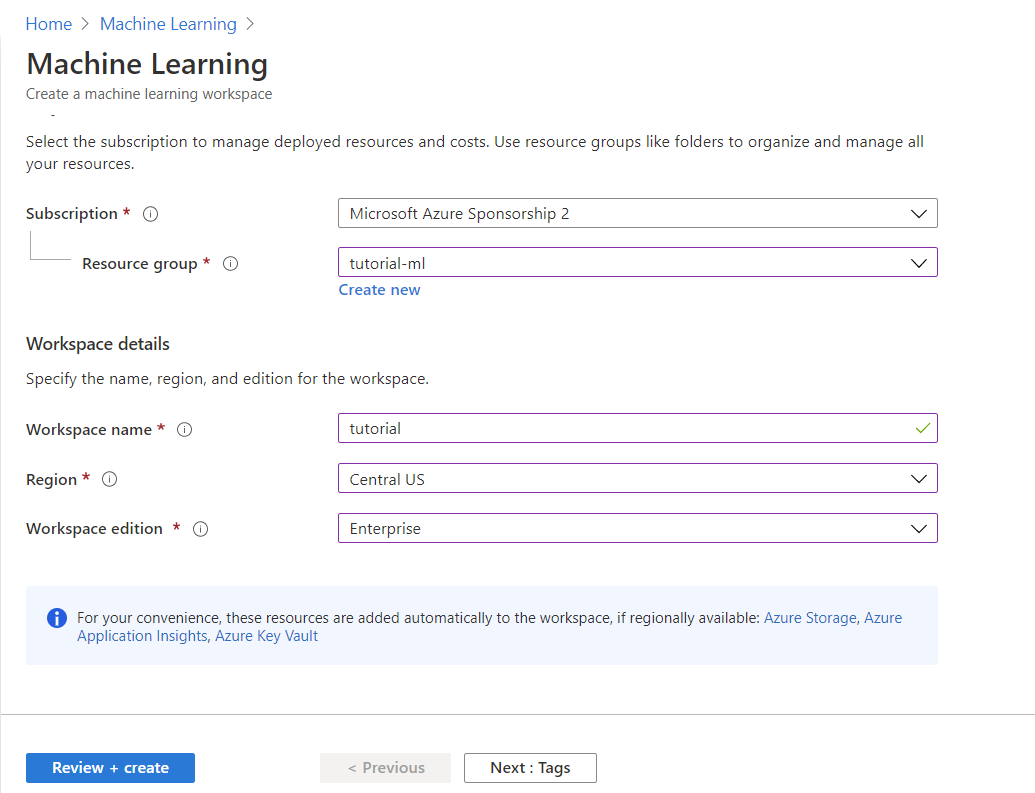 Home > Machine Learning >
Machine Learning
Create a machine learning workspace
Select the subscription to manage deployed resources and costs. Use resource groups like folders to organize and manage all
your resources.
Subscription *
Microsoft Azure Sponsorship 2
Resource group *
tutorial-ml
Create new
Workspace details
Specify the name, region, and edition for the workspace.
Workspace name *
tutorial
Region *
Central US
Workspace edition *
Enterprise
For your convenience, these resources are added automatically to the workspace, if regionally available: Azure Storage, Azure
Application Insights, Azure Key Vault
Review + create
< Previous
Next : Tags